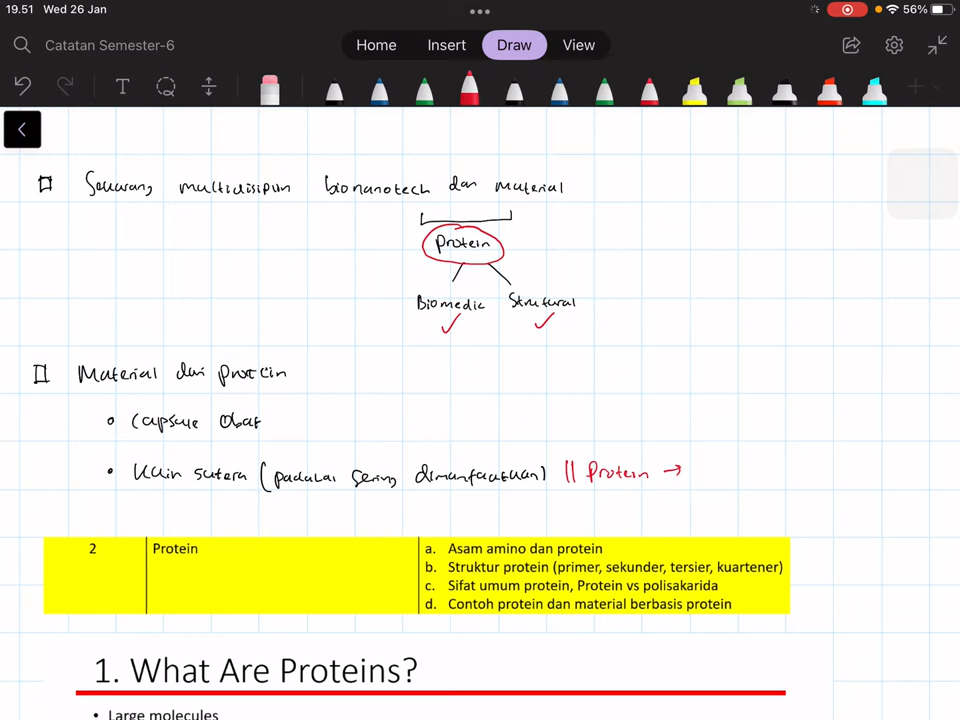 19.51 Wed 26 Jan 56%
Catatan Semester-6 Home Insert Draw View
T
Sekarang multidisiplin bionanotech dan material
Protein
Biomedic Struktural
Material dari protein
Capsule Obat
Kain sutera (padahal sering dimanfaatkan) || Protein →
2 Protein a. Asam amino dan protein
b. Struktur protein (primer, sekunder, tersier, kuartener)
c. Sifat umum protein, Protein vs polisakarida
d. Contoh protein dan material berbasis protein
1. What Are Proteins?
• Large molecules